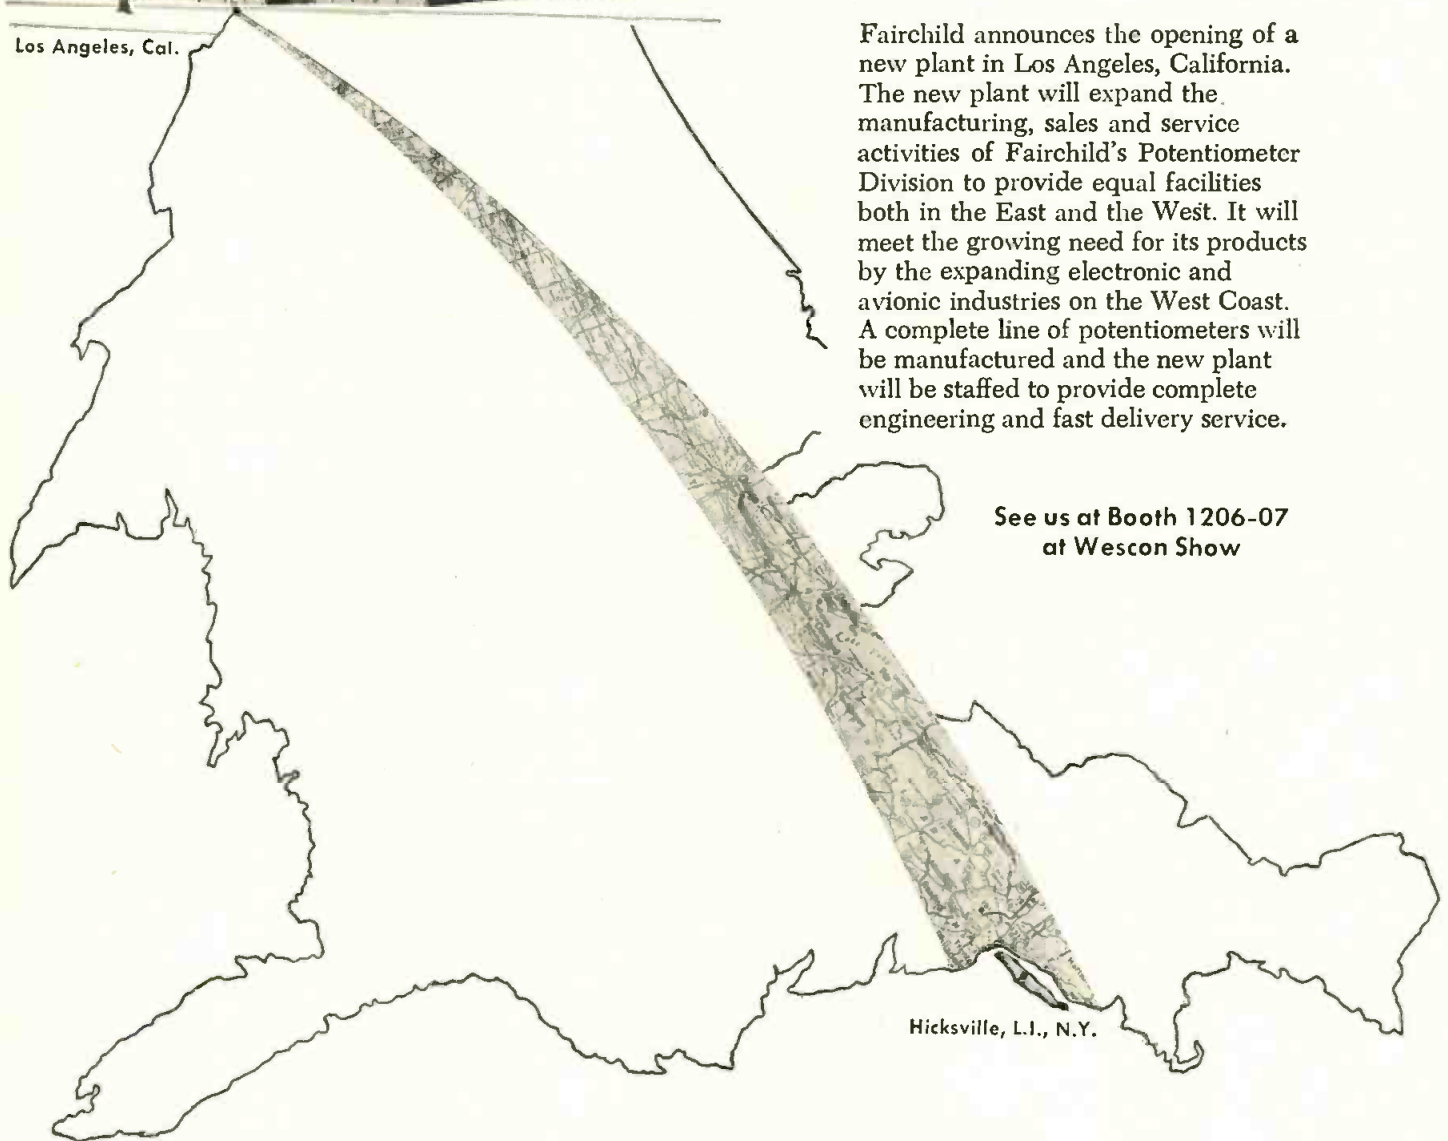 Los Angeles, Cal.
Fairchild announces the opening of a
new plant in Los Angeles, California.
The new plant will expand the
manufacturing, sales and service
activities of Fairchild's Potentiometer
Division to provide equal facilities
both in the East and the West. It will
meet the growing need for its products
by the expanding electronic and
avionic industries on the West Coast.
A complete line of potentiometers will
be manufactured and the new plant
will be staffed to provide complete
engineering and fast delivery service.
See us at Booth 1206-07
at Wescon Show
Hicksville, L.I., N.Y.